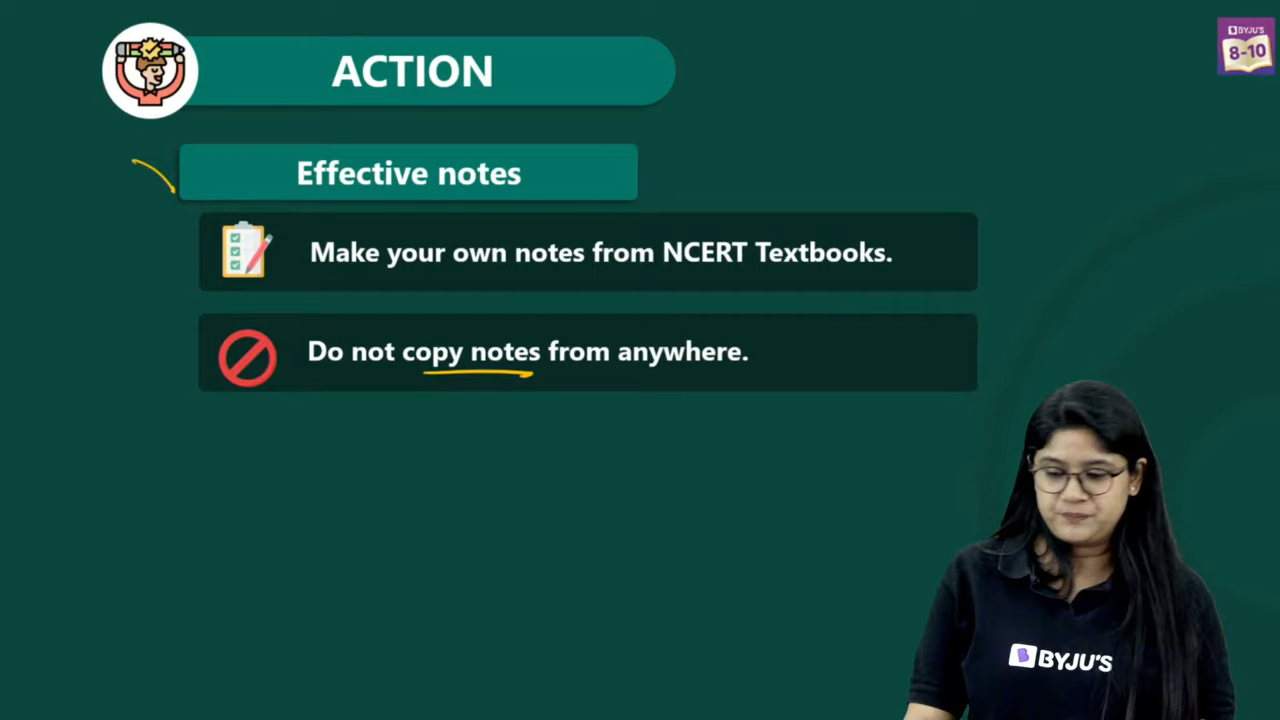 ACTION
BYJU'S
8-10
Effective notes
Make your own notes from NCERT Textbooks.
Do not copy notes from anywhere.
BYJU'S